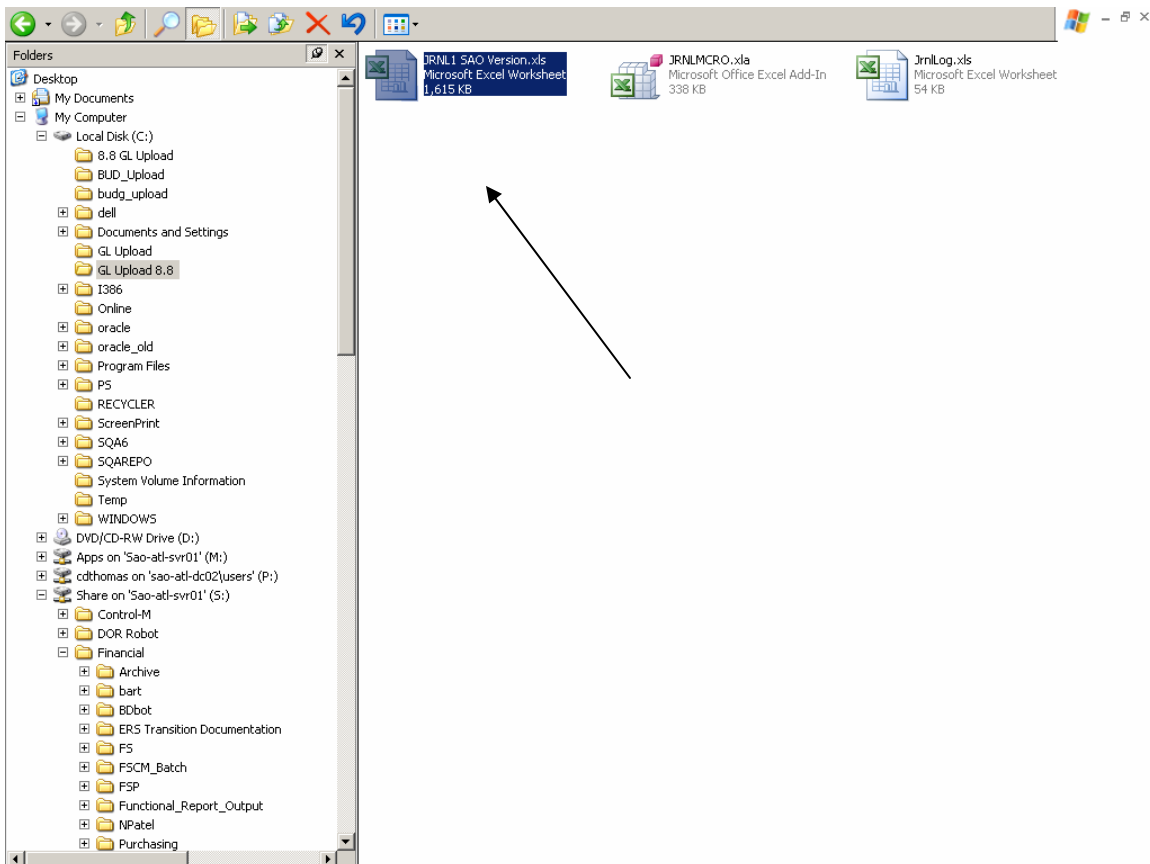 Folders
Desktop
My Documents
My Computer
Local Disk (C:)
8.8 GL Upload
BUD_Upload
budg_upload
dell
Documents and Settings
GL Upload
GL Upload 8.8
I386
Online
oracle
oracle_old
Program Files
PS
RECYCLER
ScreenPrint
SQA6
SQAREPO
System Volume Information
Temp
WINDOWS
DVD/CD-RW Drive (D:)
Apps on 'Sao-atl-svr01' (M:)
cdthomas on 'sao-atl-dc02\users' (P:)
Share on 'Sao-atl-svr01' (S:)
Control-M
DOR Robot
Financial
Archive
bart
BDbot
ERS Transition Documentation
FS
FSCM_Batch
FSP
Functional_Report_Output
NPatel
Purchasing
JRNL1 SAO Version.xls
Microsoft Excel Worksheet
1,615 KB
JRNLMCRO.xla
Microsoft Office Excel Add-In
338 KB
JrnlLog.xls
Microsoft Excel Worksheet
54 KB